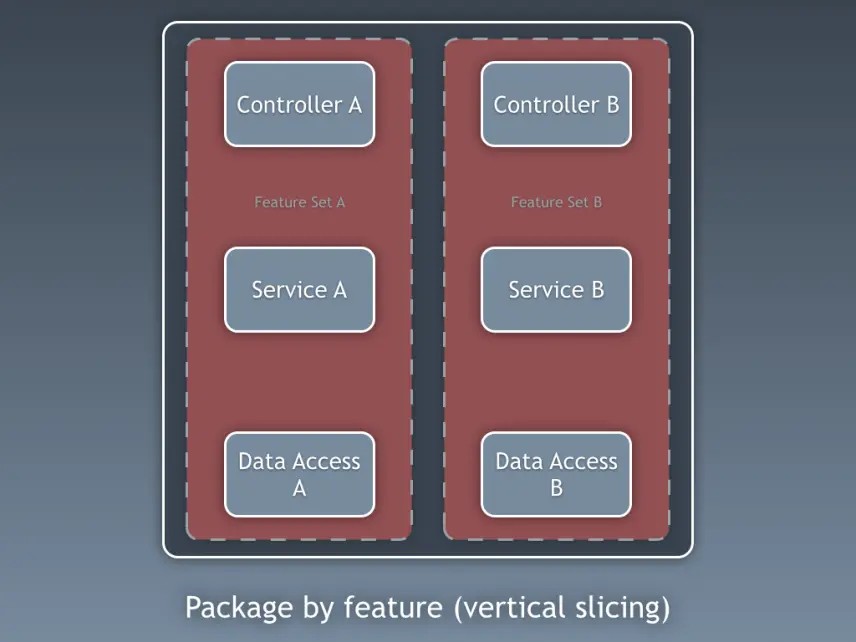 Controller A
Controller B
Feature Set A
Feature Set B
Service A
Service B
Data Access
A
Data Access
B
Package by feature (vertical slicing)